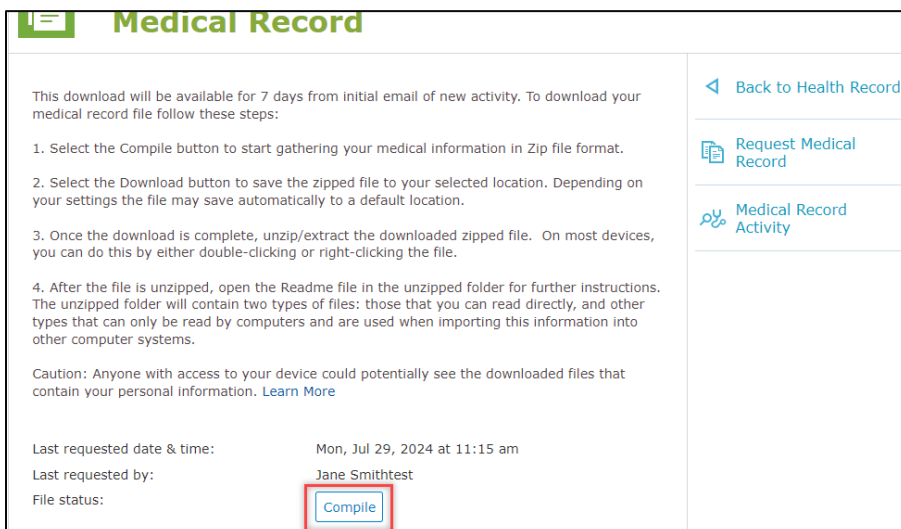 Medical Record
This download will be available for 7 days from initial email of new activity. To download your
medical record file follow these steps:
1. Select the Compile button to start gathering your medical information in Zip file format.
2. Select the Download button to save the zipped file to your selected location. Depending on
your settings the file may save automatically to a default location.
3. Once the download is complete, unzip/extract the downloaded zipped file.  On most devices,
you can do this by either double-clicking or right-clicking the file.
4. After the file is unzipped, open the Readme file in the unzipped folder for further instructions.
The unzipped folder will contain two types of files: those that you can read directly, and other
types that can only be read by computers and are used when importing this information into
other computer systems.
Caution: Anyone with access to your device could potentially see the downloaded files that
contain your personal information. Learn More
Last requested date & time: Mon, Jul 29, 2024 at 11:15 am
Last requested by: Jane Smithtest
File status: Compile
Back to Health Record
Request Medical
Record
Medical Record
Activity